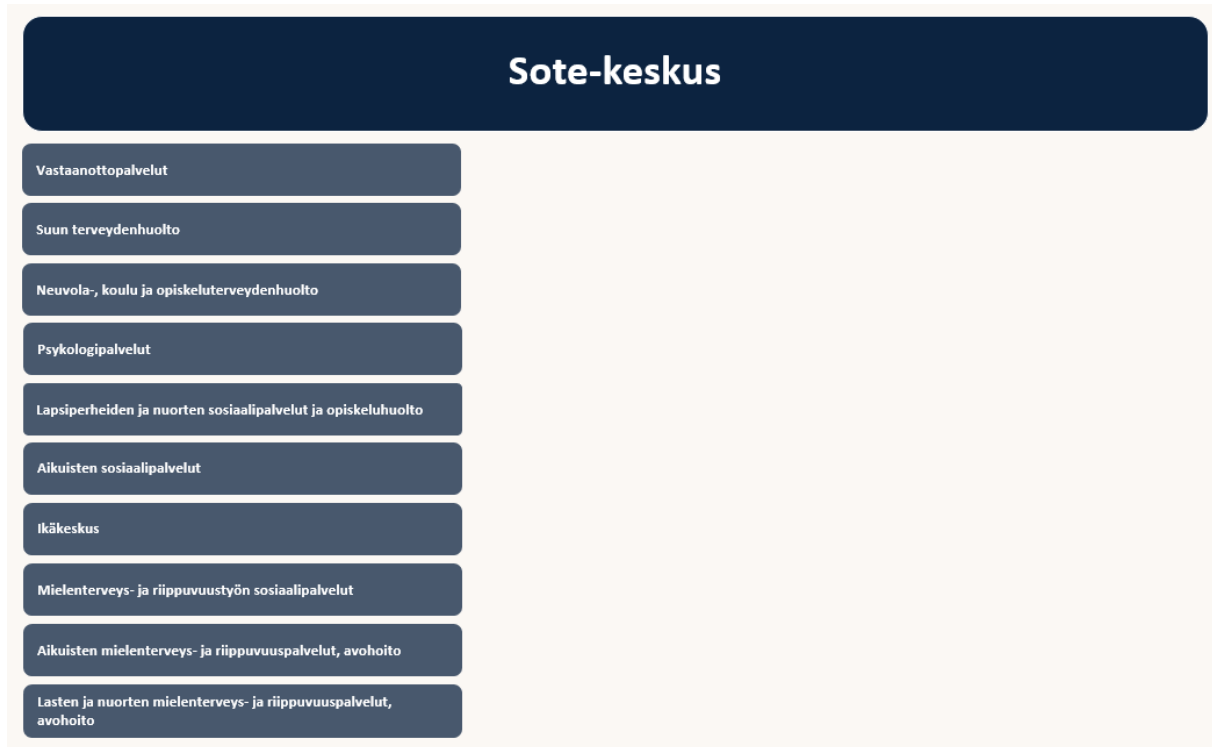 Sote-keskus
Vastaanottopalvelut
Suun terveydenhuolto
Neuvola-, koulu ja opiskeluterveydenhuolto
Psykologipalvelut
Lapsiperheiden ja nuorten sosiaalipalvelut ja opiskeluhuolto
Aikuisten sosiaalipalvelut
Ikäkeskus
Mielenterveys- ja riippuvuustyön sosiaalipalvelut
Aikuisten mielenterveys- ja riippuvuuspalvelut, avohoito
Lasten ja nuorten mielenterveys- ja riippuvuuspalvelut,
avohoito